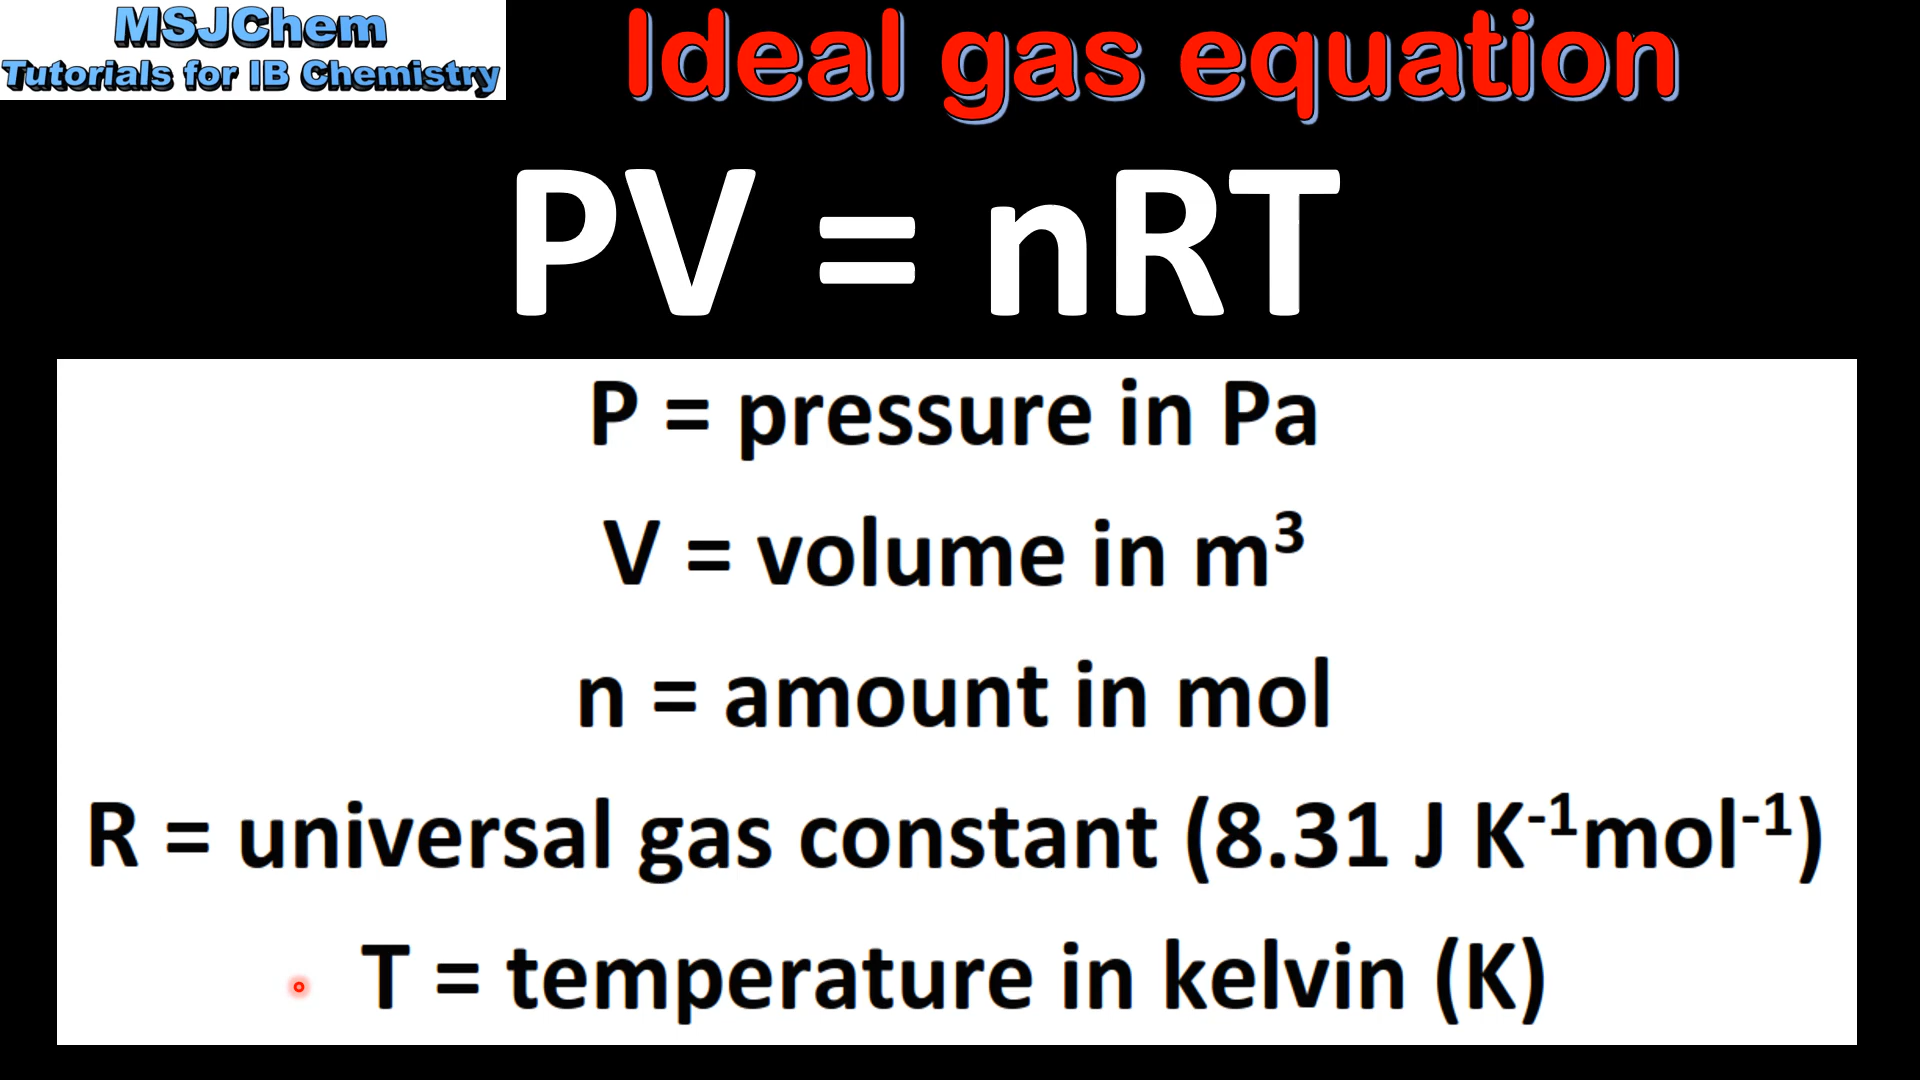 MSJChem
Tutorials for IB Chemistry
Ideal gas equation
PV = nRT
P = pressure in Pa
V = volume in m³
n = amount in mol
R = universal gas constant (8.31 J K⁻¹mol⁻¹)
T = temperature in kelvin (K)